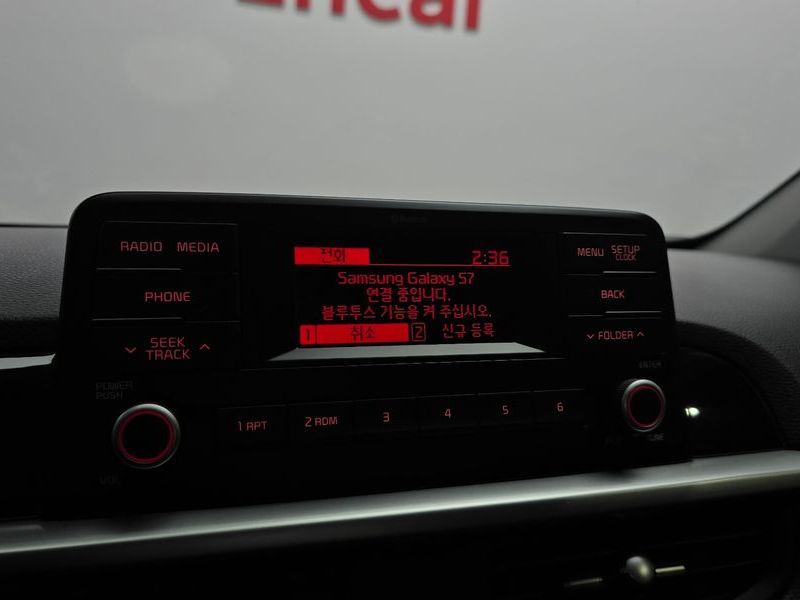 Encar
RADIO MEDIA
PHONE
SEEK
TRACK
POWER
PUSH
VOL
전화 2:36
Samsung Galaxy S7
연결 중입니다.
블루투스 기능을 켜 주십시오.
1 취소 2 신규 등록
1 RPT 2 RDM 3 4 5 6
MENU SETUP
CLOCK
BACK
FOLDER
ENTER
TUNE